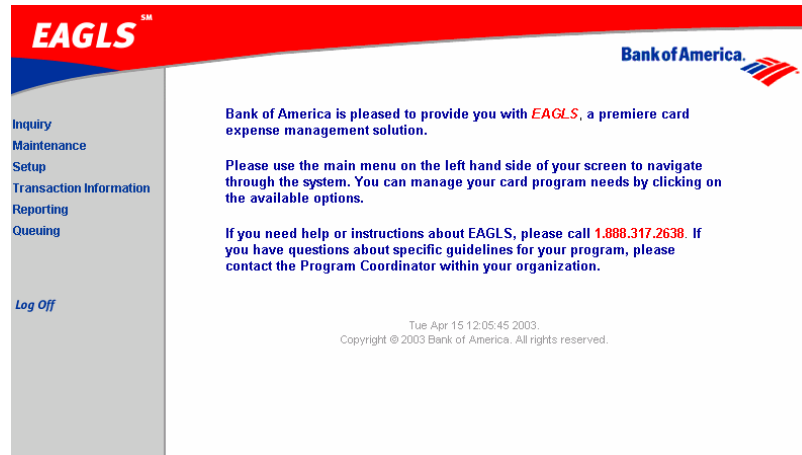 EAGLS SM
Bank of America.
Inquiry
Maintenance
Setup
Transaction Information
Reporting
Queuing
Log Off
Bank of America is pleased to provide you with EAGLS, a premiere card
expense management solution.
Please use the main menu on the left hand side of your screen to navigate
through the system. You can manage your card program needs by clicking on
the available options.
If you need help or instructions about EAGLS, please call 1.888.317.2638. If
you have questions about specific guidelines for your program, please
contact the Program Coordinator within your organization.
Tue Apr 15 12:05:45 2003.
Copyright © 2003 Bank of America. All rights reserved.